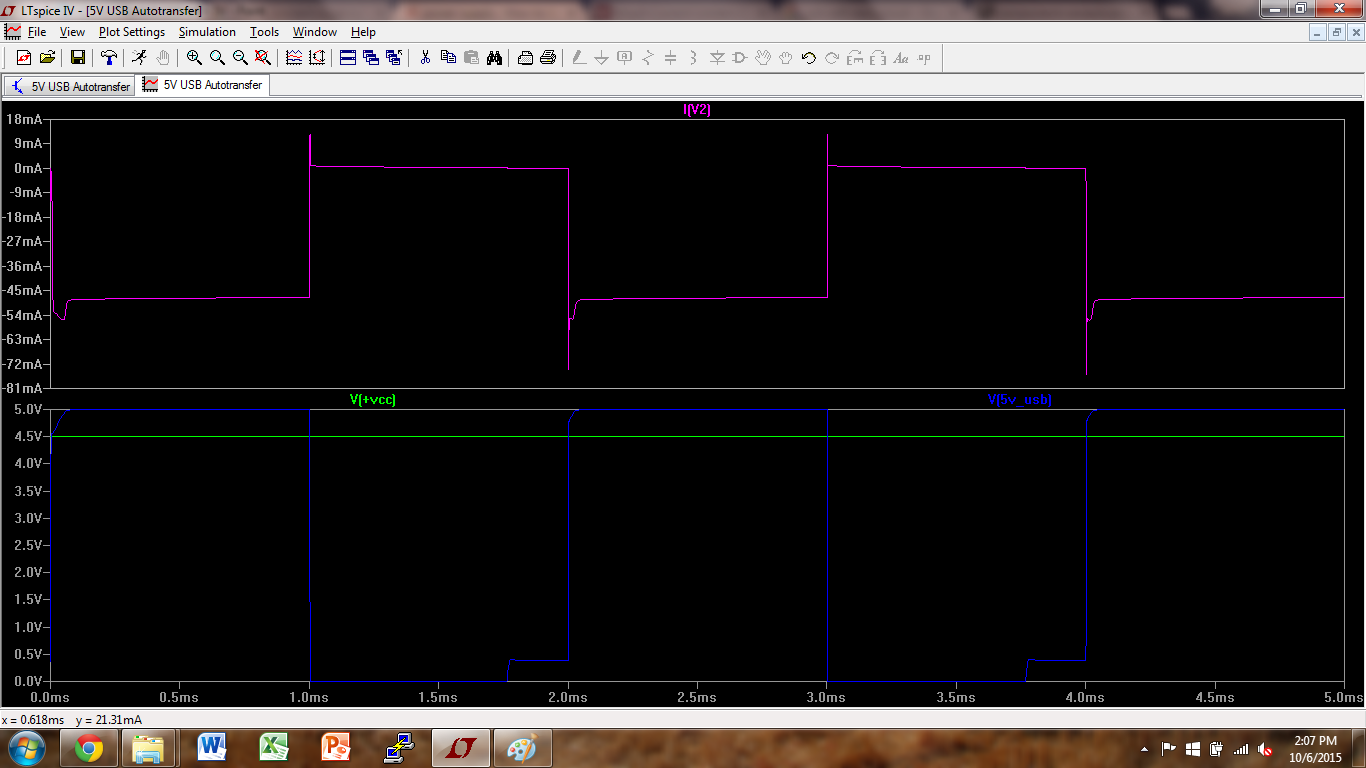 LTspice IV - [5V USB Autotransfer]
File View Plot Settings Simulation Tools Window Help
5V USB Autotransfer 5V USB Autotransfer
I(V2)
18mA
9mA
0mA
-9mA
-18mA
-27mA
-36mA
-45mA
-54mA
-63mA
-72mA
-81mA
V(+vcc) V(5v_usb)
5.0V
4.5V
4.0V
3.5V
3.0V
2.5V
2.0V
1.5V
1.0V
0.5V
0.0V
0.0ms 0.5ms 1.0ms 1.5ms 2.0ms 2.5ms 3.0ms 3.5ms 4.0ms 4.5ms 5.0ms
x = 0.618ms y = 21.31mA
2:07 PM
10/6/2015